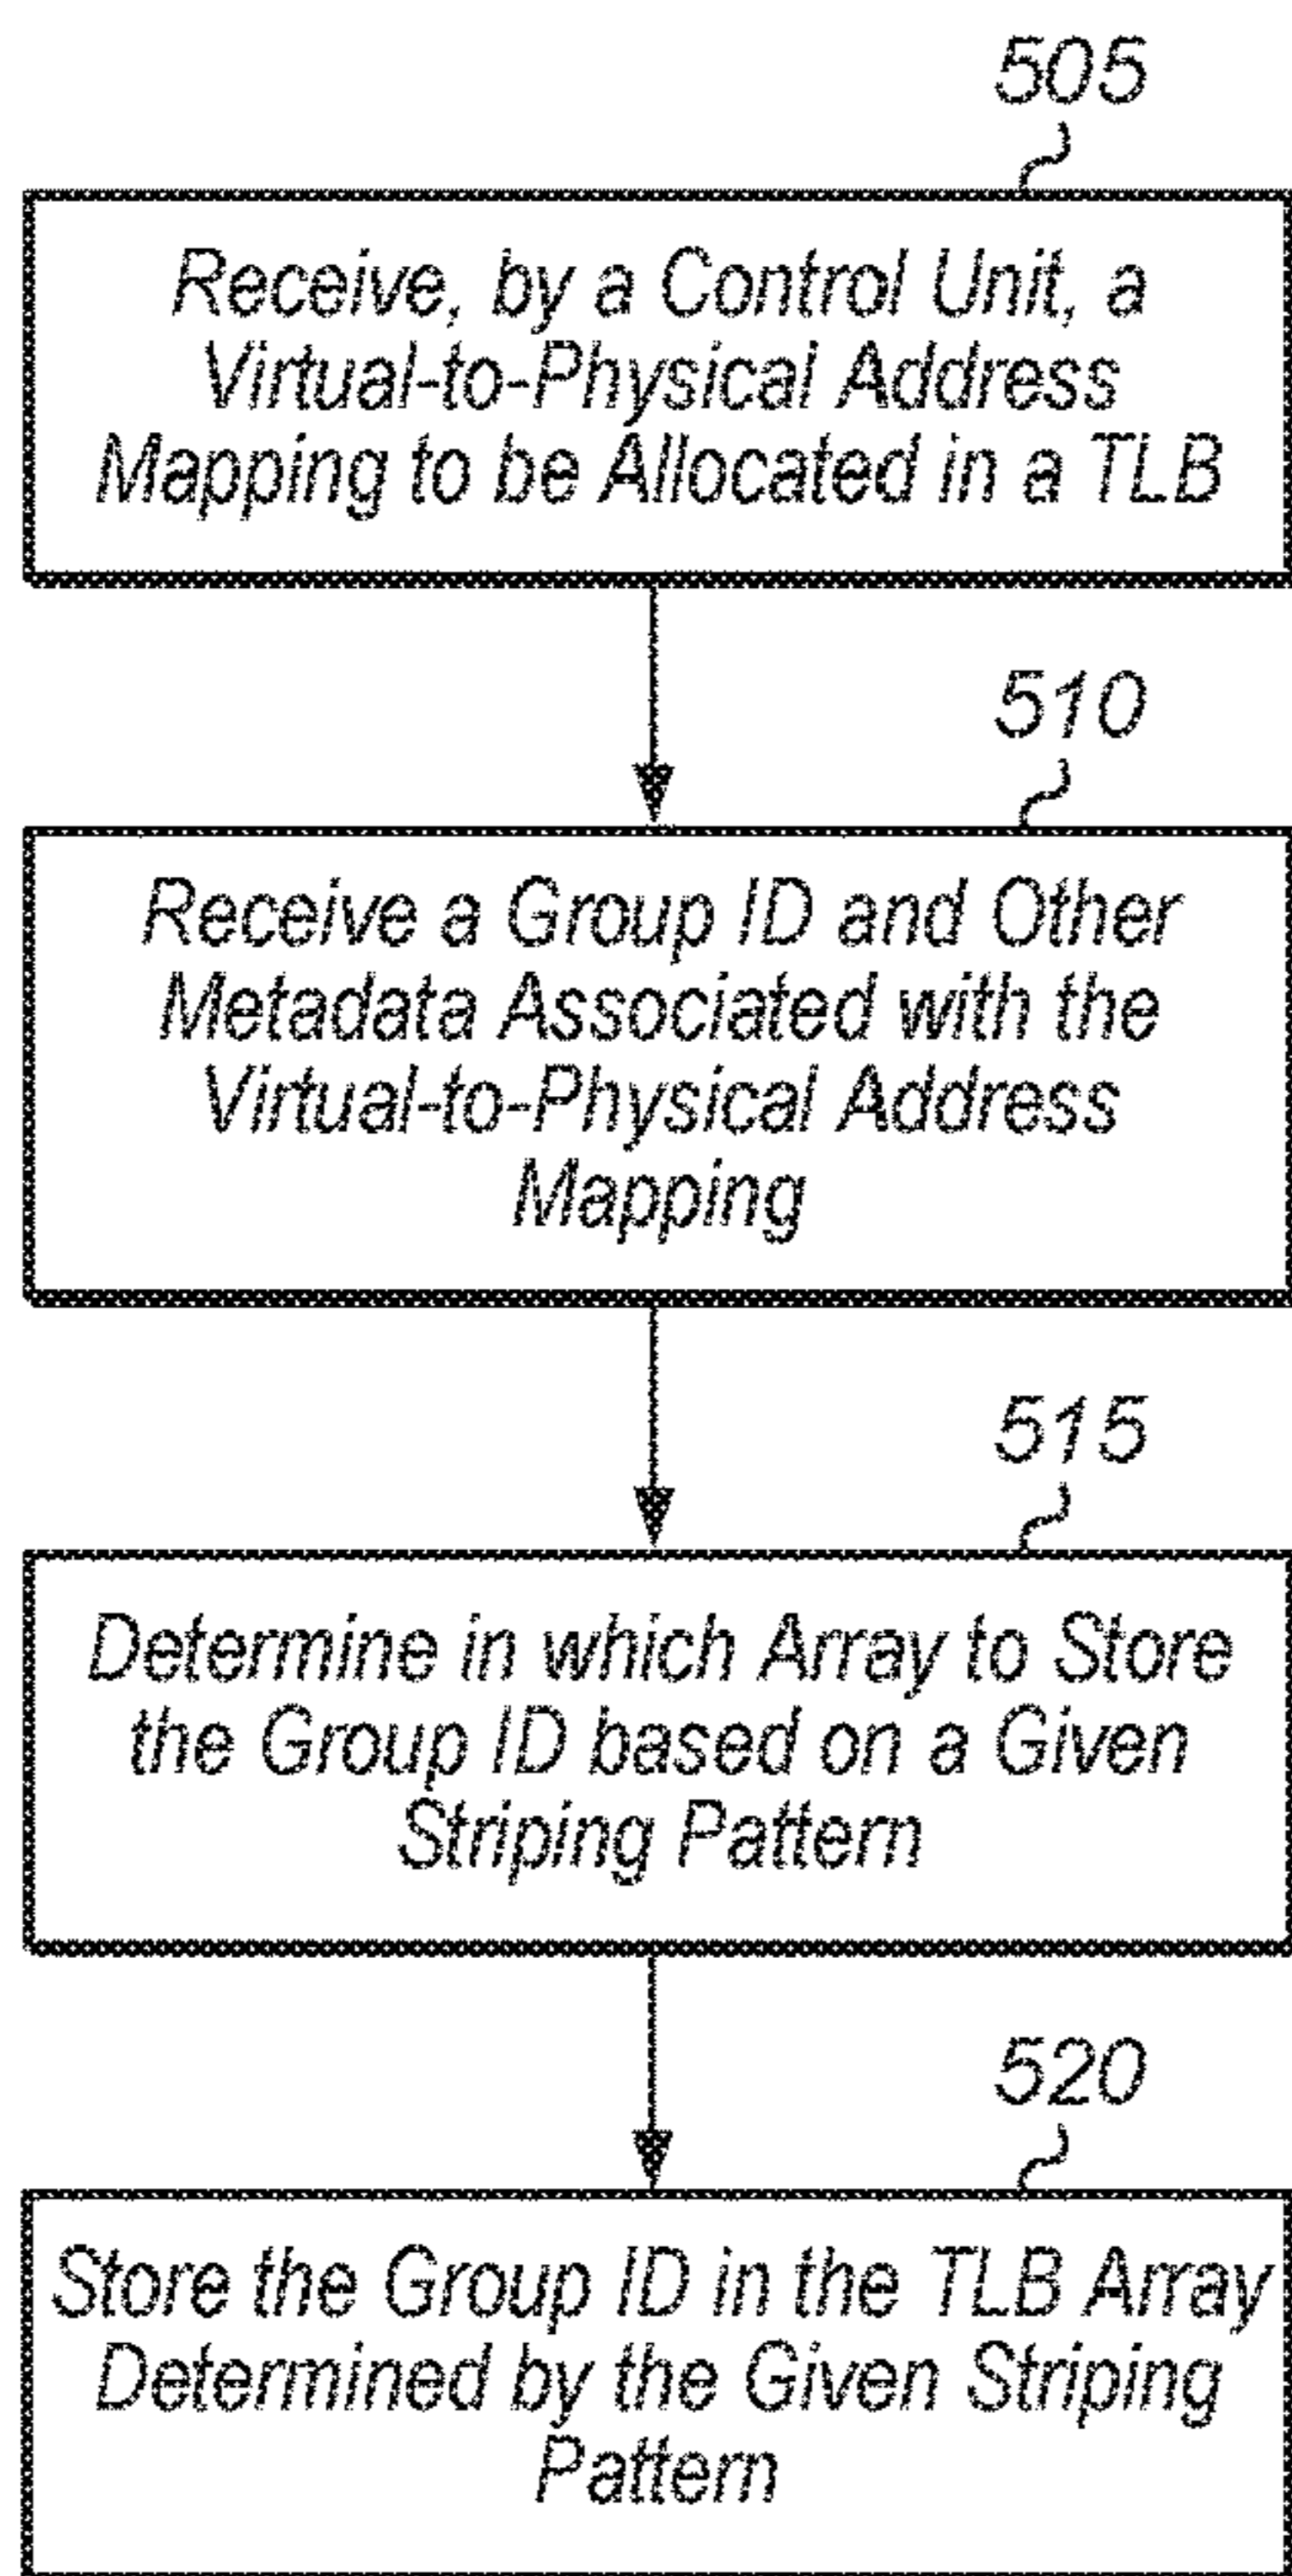 505
Receive, by a Control Unit, a
Virtual-to-Physical Address
Mapping to be Allocated in a TLB
510
Receive a Group ID and Other
Metadata Associated with the
Virtual-to-Physical Address
Mapping
515
Determine in which Array to Store
the Group ID based on a Given
Striping Pattern
520
Store the Group ID in the TLB Array
Determined by the Given Striping
Pattern